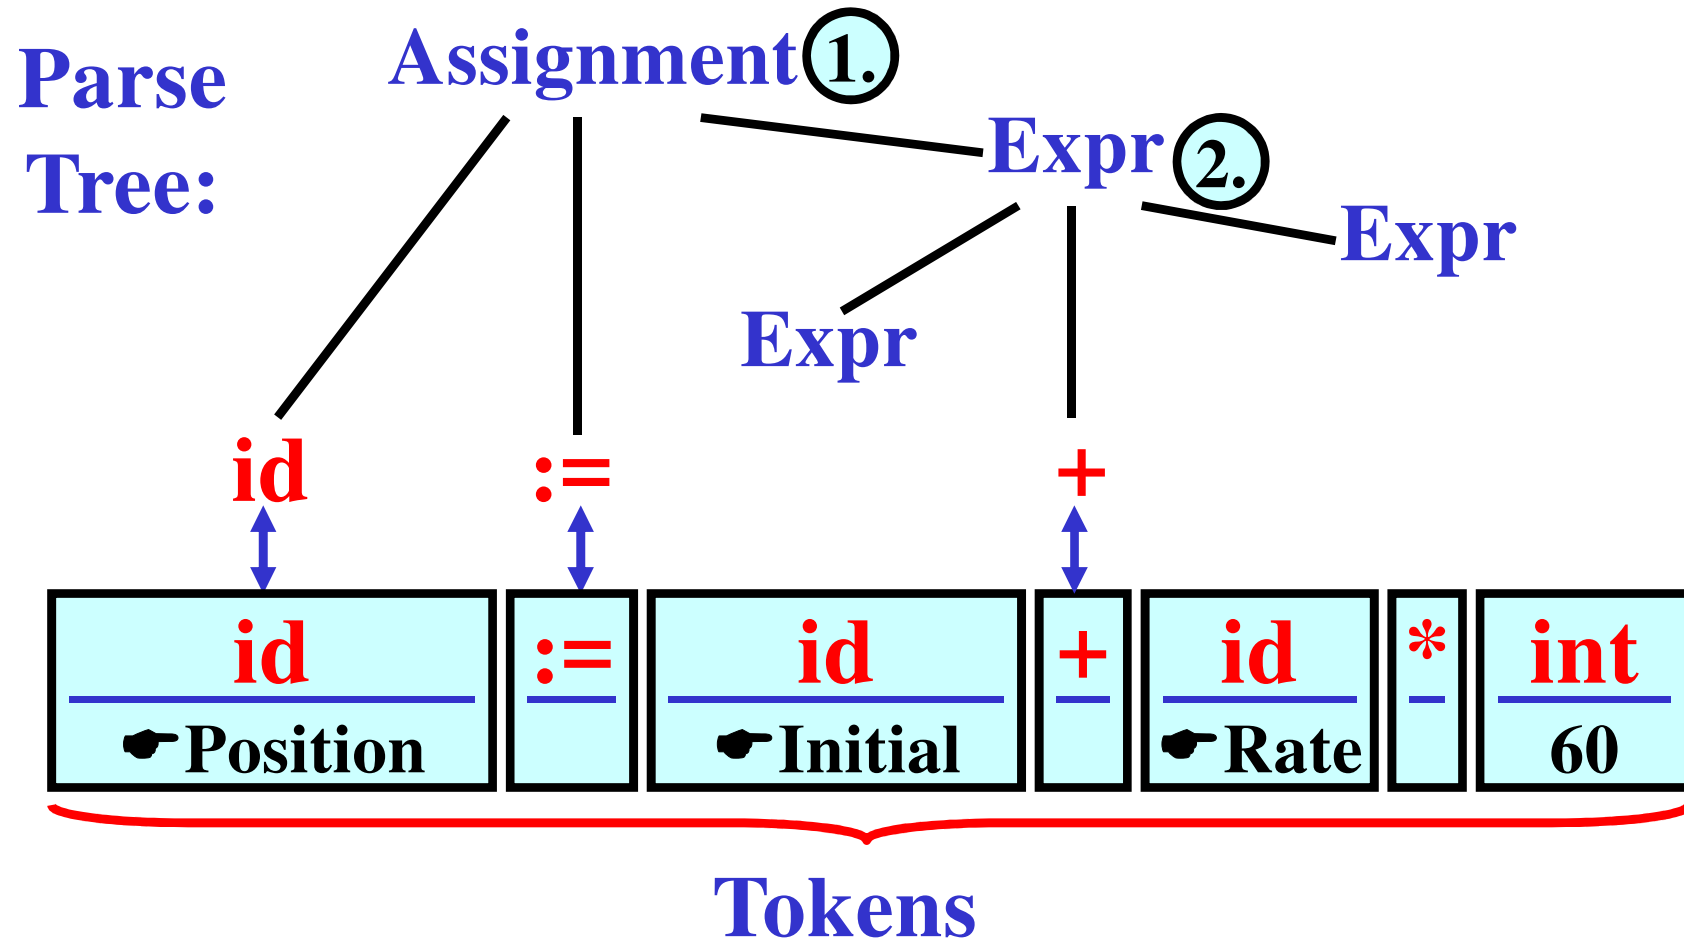 Parse
Tree:
Assignment 1.
Expr 2.
Expr
Expr
id := +
id := id + id * int
Position Initial Rate 60
Tokens